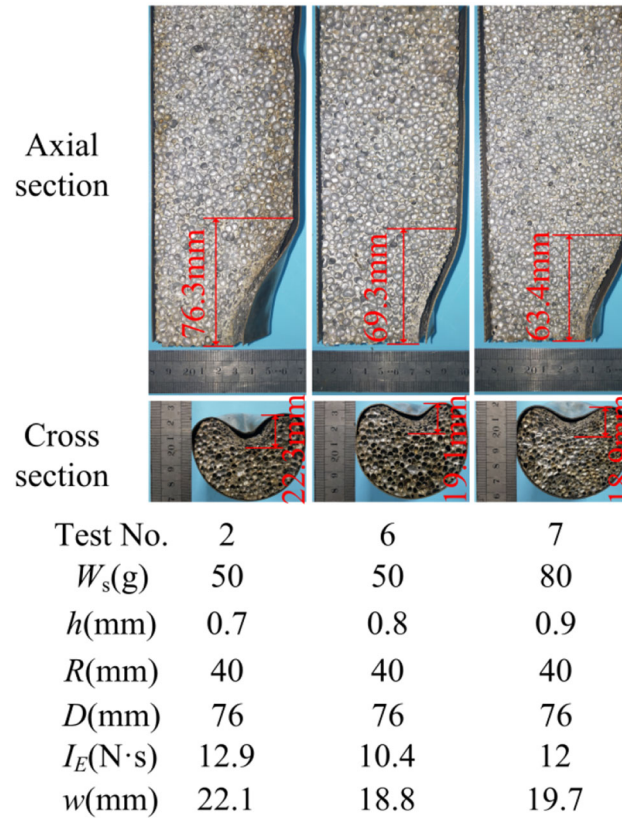 Axial
section
76.3mm
69.3mm
63.4mm
Cross
section
22.3mm
19.1mm
18.9mm
Test No. 2 6 7
Ws(g) 50 50 80
h(mm) 0.7 0.8 0.9
R(mm) 40 40 40
D(mm) 76 76 76
IE(N·s) 12.9 10.4 12
w(mm) 22.1 18.8 19.7